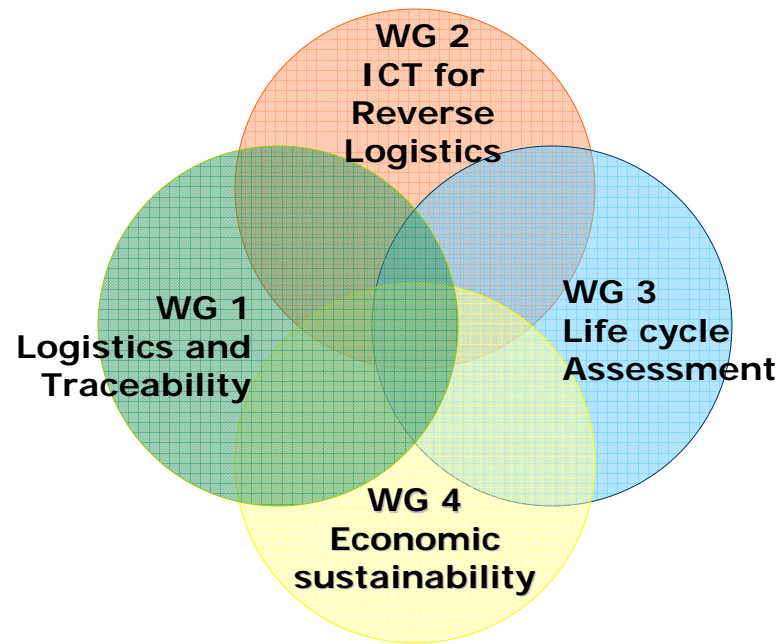 WG 2
ICT for
Reverse
Logistics
WG 1
Logistics and
Traceability
WG 3
Life cycle
Assessment
WG 4
Economic
sustainability